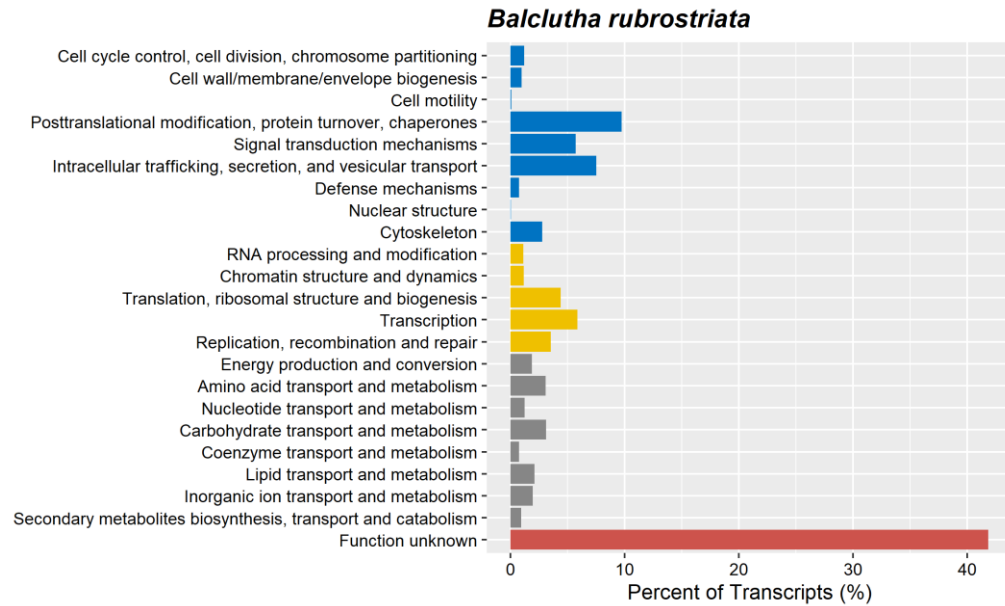 Balclutha rubrostriata
Cell cycle control, cell division, chromosome partitioning
Cell wall/membrane/envelope biogenesis
Cell motility
Posttranslational modification, protein turnover, chaperones
Signal transduction mechanisms
Intracellular trafficking, secretion, and vesicular transport
Defense mechanisms
Nuclear structure
Cytoskeleton
RNA processing and modification
Chromatin structure and dynamics
Translation, ribosomal structure and biogenesis
Transcription
Replication, recombination and repair
Energy production and conversion
Amino acid transport and metabolism
Nucleotide transport and metabolism
Carbohydrate transport and metabolism
Coenzyme transport and metabolism
Lipid transport and metabolism
Inorganic ion transport and metabolism
Secondary metabolites biosynthesis, transport and catabolism
Function unknown
0 10 20 30 40
Percent of Transcripts (%)